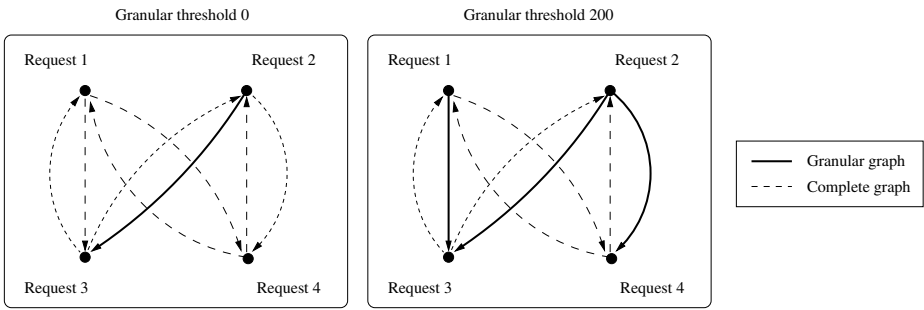 Granular threshold 0
Request 1
Request 2
Request 3
Request 4
Granular threshold 200
Request 1
Request 2
Request 3
Request 4
Granular graph
Complete graph